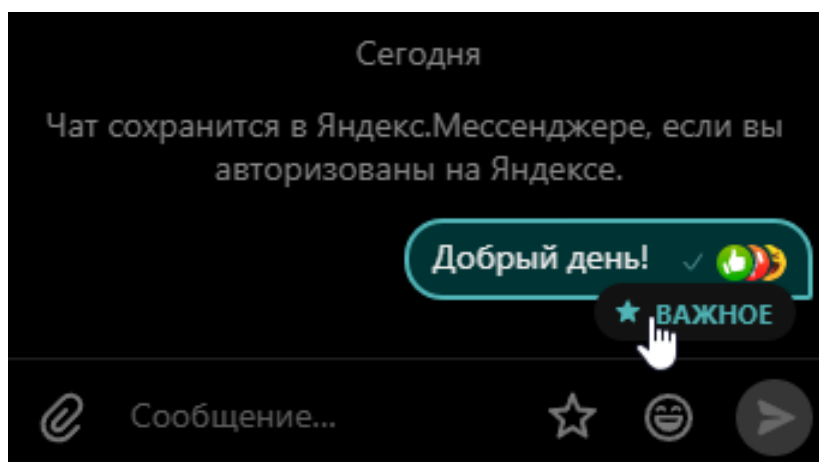 Сегодня
Чат сохранится в Яндекс.Мессенджере, если вы
авторизованы на Яндексе.
Добрый день!
ВАЖНОЕ
Сообщение...